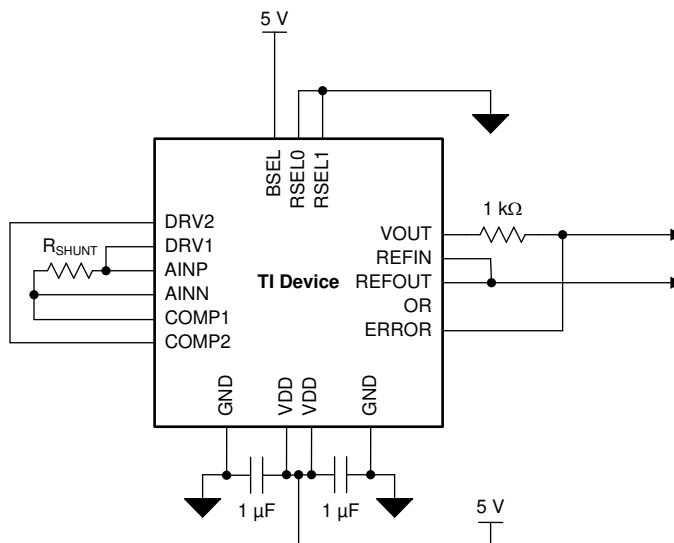 5 V
BSEL
RSEL0
RSEL1
DRV2
DRV1
AINP
AINN
COMP1
COMP2
RSHUNT
TI Device
VOUT
REFIN
REFOUT
OR
ERROR
1 kΩ
GND
VDD
VDD
GND
1 µF
1 µF
5 V